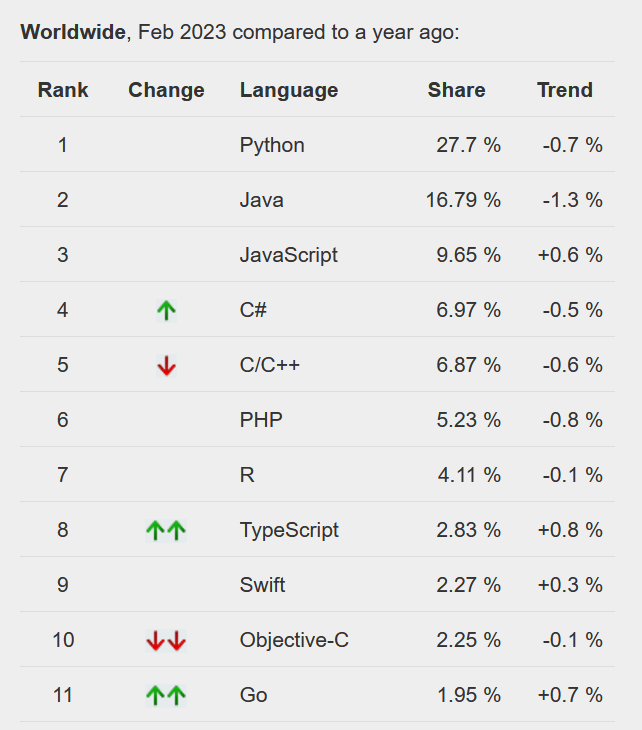 Worldwide, Feb 2023 compared to a year ago:
Rank Change Language Share Trend
1 Python 27.7 % -0.7 %
2 Java 16.79 % -1.3 %
3 JavaScript 9.65 % +0.6 %
4 ↑ C# 6.97 % -0.5 %
5 ↓ C/C++ 6.87 % -0.6 %
6 PHP 5.23 % -0.8 %
7 R 4.11 % -0.1 %
8 ↑↑ TypeScript 2.83 % +0.8 %
9 Swift 2.27 % +0.3 %
10 ↓↓ Objective-C 2.25 % -0.1 %
11 ↑↑ Go 1.95 % +0.7 %